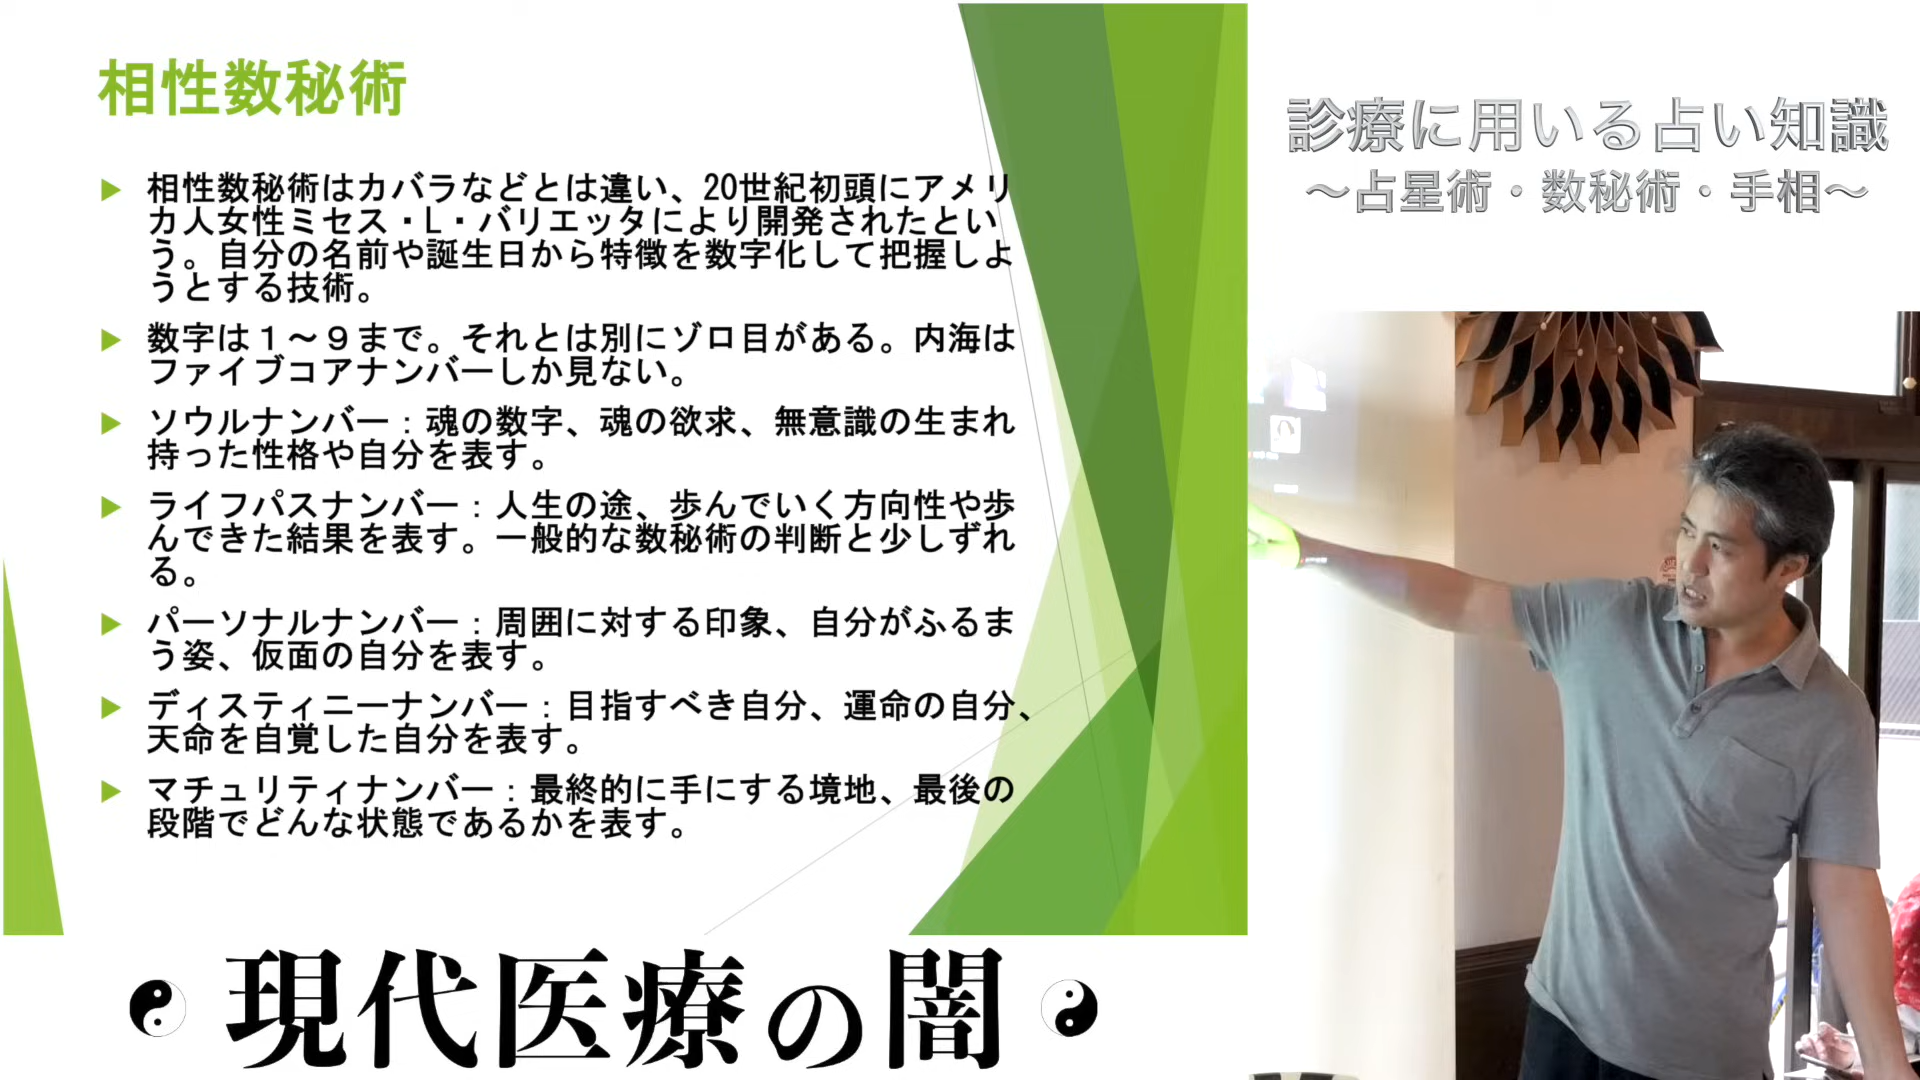 相性数秘術
相性数秘術はカバラなどとは違い、20世紀初頭にアメリ
カ人女性ミセス・L・バリエッタにより開発されたとい
う。自分の名前や誕生日から特徴を数字化して把握しよ
うとする技術。
数字は１～９まで。それとは別にゾロ目がある。内海は
ファイブコアナンバーしか見ない。
ソウルナンバー：魂の数字、魂の欲求、無意識の生まれ
持った性格や自分を表す。
ライフパスナンバー：人生の途、歩んでいく方向性や歩
んできた結果を表す。一般的な数秘術の判断と少しずれ
る。
パーソナルナンバー：周囲に対する印象、自分がふるま
う姿、仮面の自分を表す。
ディスティニーナンバー：目指すべき自分、運命の自分、
天命を自覚した自分を表す。
マチュリティナンバー：最終的に手にする境地、最後の
段階でどんな状態であるかを表す。
診療に用いる占い知識
～占星術・数秘術・手相～
現代医療の闇